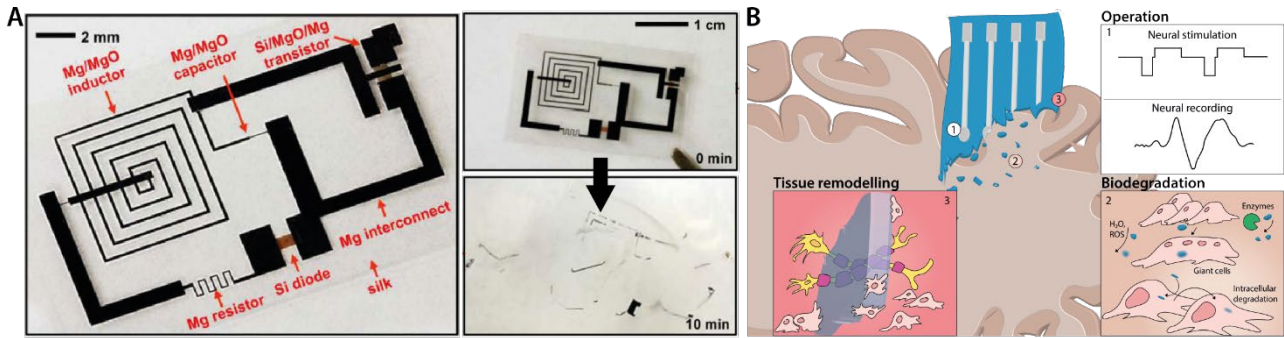 A
2 mm
Mg/MgO
inductor
Mg/MgO
capacitor
Si/MgO/Mg
transistor
Mg interconnect
Mg resistor
Si diode
silk
1 cm
0 min
10 min
B
1
2
3
Operation
1
Neural stimulation
Neural recording
Tissue remodelling
3
Biodegradation
2
Enzymes
H₂O,
ROS
Giant cells
Intracellular
degradation